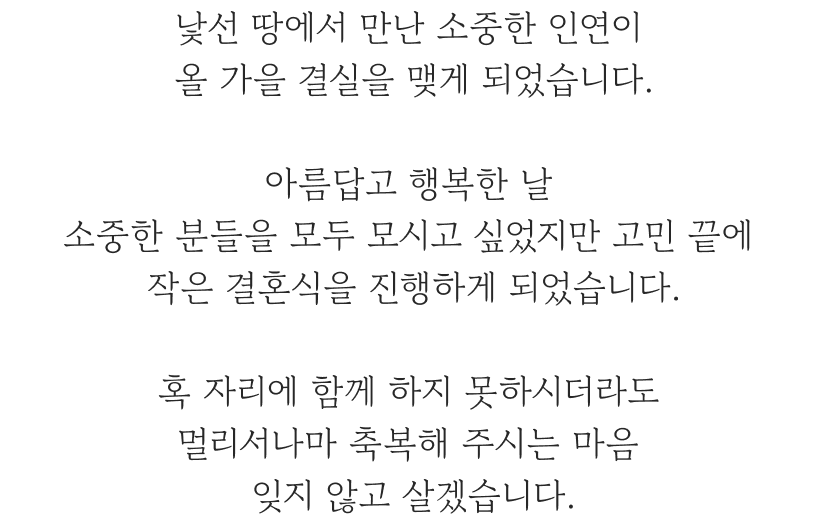 낯선 땅에서 만난 소중한 인연이
올 가을 결실을 맺게 되었습니다.
아름답고 행복한 날
소중한 분들을 모두 모시고 싶었지만 고민 끝에
작은 결혼식을 진행하게 되었습니다.
혹 자리에 함께 하지 못하시더라도
멀리서나마 축복해 주시는 마음
잊지 않고 살겠습니다.